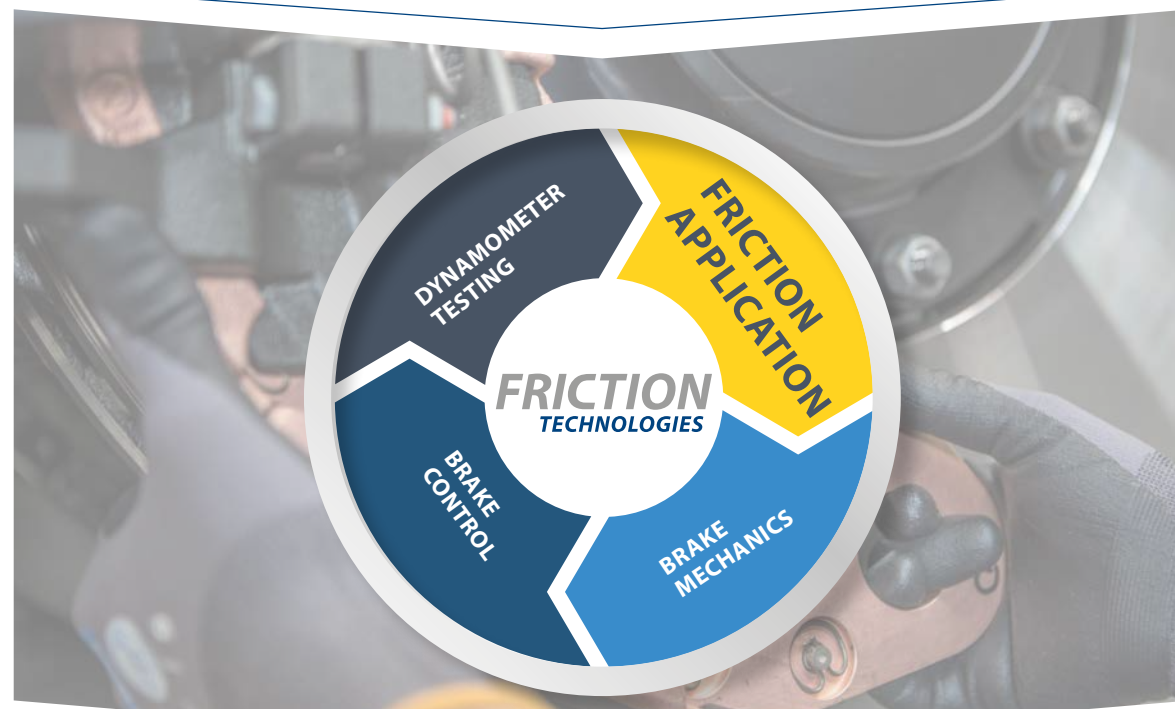 DYNAMOMETER
TESTING
FRICTION
APPLICATION
FRICTION
TECHNOLOGIES
BRAKE
CONTROL
BRAKE
MECHANICS